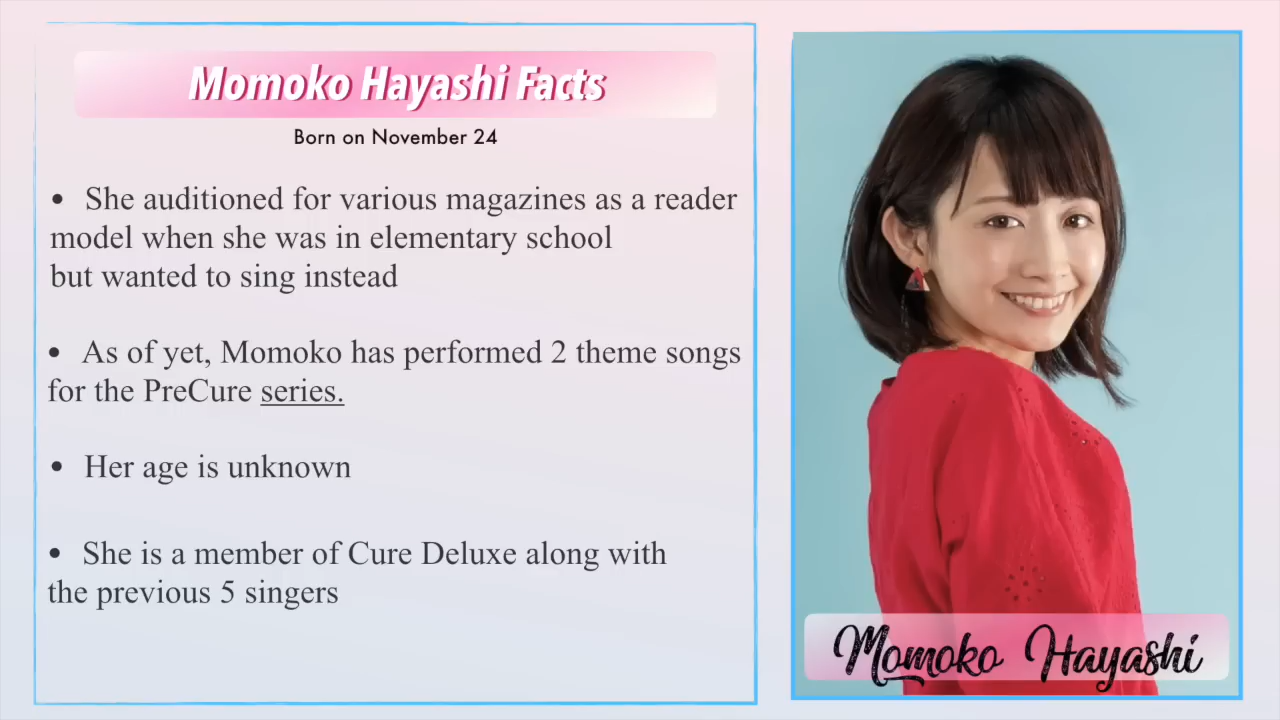 Momoko Hayashi Facts
Born on November 24
• She auditioned for various magazines as a reader
model when she was in elementary school
but wanted to sing instead
• As of yet, Momoko has performed 2 theme songs
for the PreCure series.
• Her age is unknown
• She is a member of Cure Deluxe along with
the previous 5 singers
Momoko Hayashi